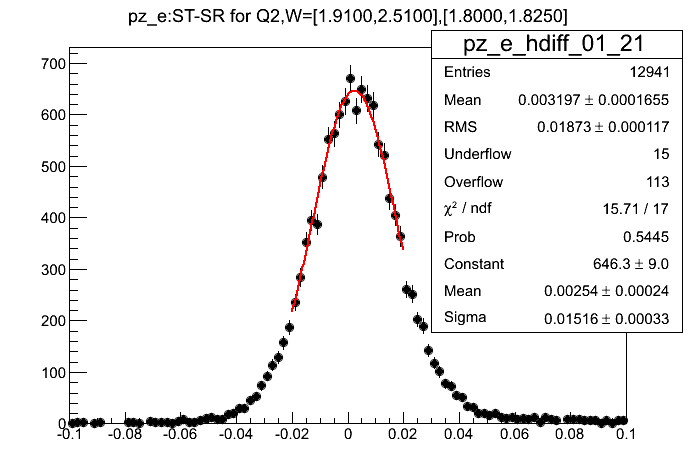 pz_e:ST-SR for Q2,W=[1.9100,2.5100],[1.8000,1.8250]
pz_e_hdiff_01_21
Entries 12941
Mean 0.003197 ± 0.0001655
RMS 0.01873 ± 0.000117
Underflow 15
Overflow 113
χ² / ndf 15.71 / 17
Prob 0.5445
Constant 646.3 ± 9.0
Mean 0.00254 ± 0.00024
Sigma 0.01516 ± 0.00033
700
600
500
400
300
200
100
0
-0.1 -0.08 -0.06 -0.04 -0.02 0 0.02 0.04 0.06 0.08 0.1